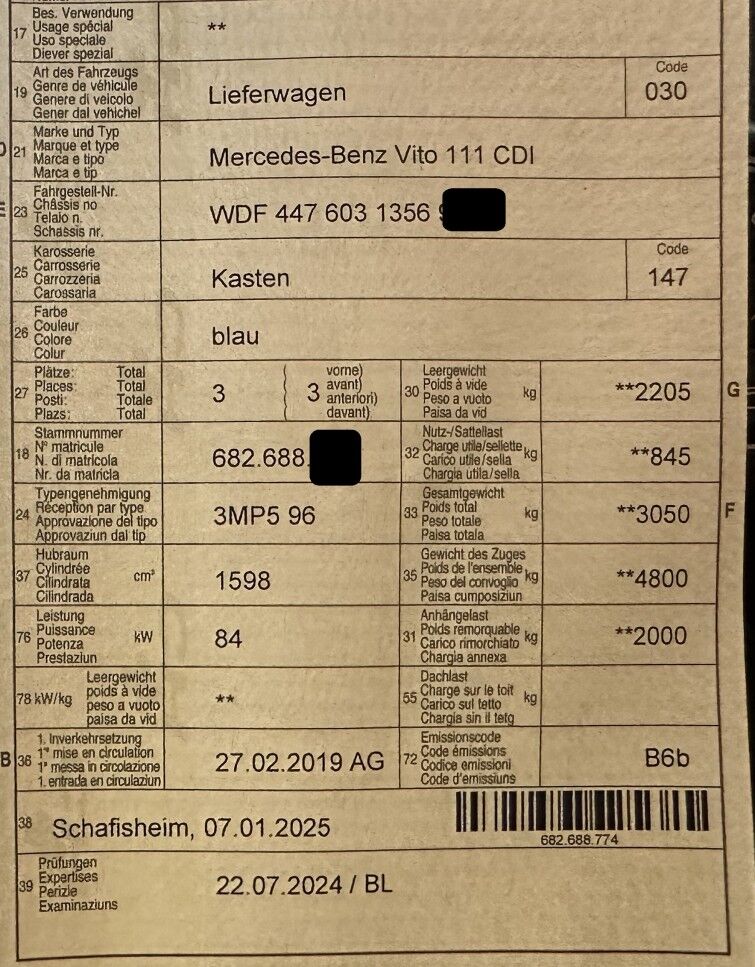 17 Bes. Verwendung
Usage spécial
Uso speciale
Diever spezial
**
19 Art des Fahrzeugs
Genre de véhicule
Genere di veicolo
Gener dal vehichel
Lieferwagen
Code
030
21 Marke und Typ
Marque et type
Marca e tipo
Marca e tip
Mercedes-Benz Vito 111 CDI
23 Fahrgestell-Nr.
Châssis no
Telaio n.
Schassis nr.
WDF 447 603 1356
25 Karosserie
Carrosserie
Carrozzeria
Carossaria
Kasten
Code
147
26 Farbe
Couleur
Colore
Colur
blau
27 Plätze: Total
Places: Total
Posti: Totale
Plazs: Total
3
( 3 vorne)
( avant)
( anteriori)
( davant)
30 Leergewicht
Poids à vide
Peso a vuoto
Paisa da vid
kg
**2205
G
18 Stammnummer
N° matricule
N. di matricola
Nr. da matricla
682.688.
32 Nutz-/Sattellast
Charge utile/sellette
Carico utile/sella
Chargia utila/sella
kg
**845
24 Typengenehmigung
Réception par type
Approvazione del tipo
Approvaziun dal tip
3MP5 96
33 Gesamtgewicht
Poids total
Peso totale
Paisa totala
kg
**3050
F
37 Hubraum
Cylindrée
Cilindrata
Cilindrada
cm³
1598
35 Gewicht des Zuges
Poids de l'ensemble
Peso del convoglio
Paisa cumposiziun
kg
**4800
76 Leistung
Puissance
Potenza
Prestaziun
kW
84
31 Anhängelast
Poids remorquable
Carico rimorchiato
Chargia annexa
kg
**2000
78 kW/kg
Leergewicht
poids à vide
peso a vuoto
paisa da vid
**
55 Dachlast
Charge sur le toit
Carico sul tetto
Chargia sin il tetg
kg
B
36 1. Inverkehrsetzung
1re mise en circulation
1a messa in circolazione
1. entrada en circulaziun
27.02.2019 AG
72 Emissionscode
Code émissions
Codice emissioni
Code d'emissiuns
B6b
38 Schafisheim, 07.01.2025
682.688.774
39 Prüfungen
Expertises
Perizie
Examinaziuns
22.07.2024 / BL